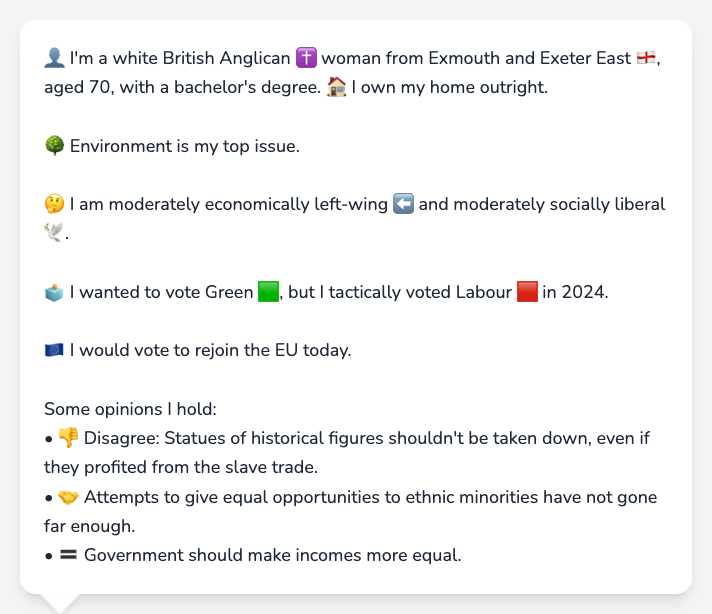 👤 I'm a white British Anglican ✝️ woman from Exmouth and Exeter East 🏴󠁧󠁢󠁥󠁮󠁧󠁿,
aged 70, with a bachelor's degree. 🏠 I own my home outright.
🌳 Environment is my top issue.
🤔 I am moderately economically left-wing ⬅️ and moderately socially liberal
🕊️.
🗳️ I wanted to vote Green 🟩, but I tactically voted Labour 🟥 in 2024.
🇪🇺 I would vote to rejoin the EU today.
Some opinions I hold:
• 👎 Disagree: Statues of historical figures shouldn't be taken down, even if
they profited from the slave trade.
• 🤝 Attempts to give equal opportunities to ethnic minorities have not gone
far enough.
• 🟰 Government should make incomes more equal.